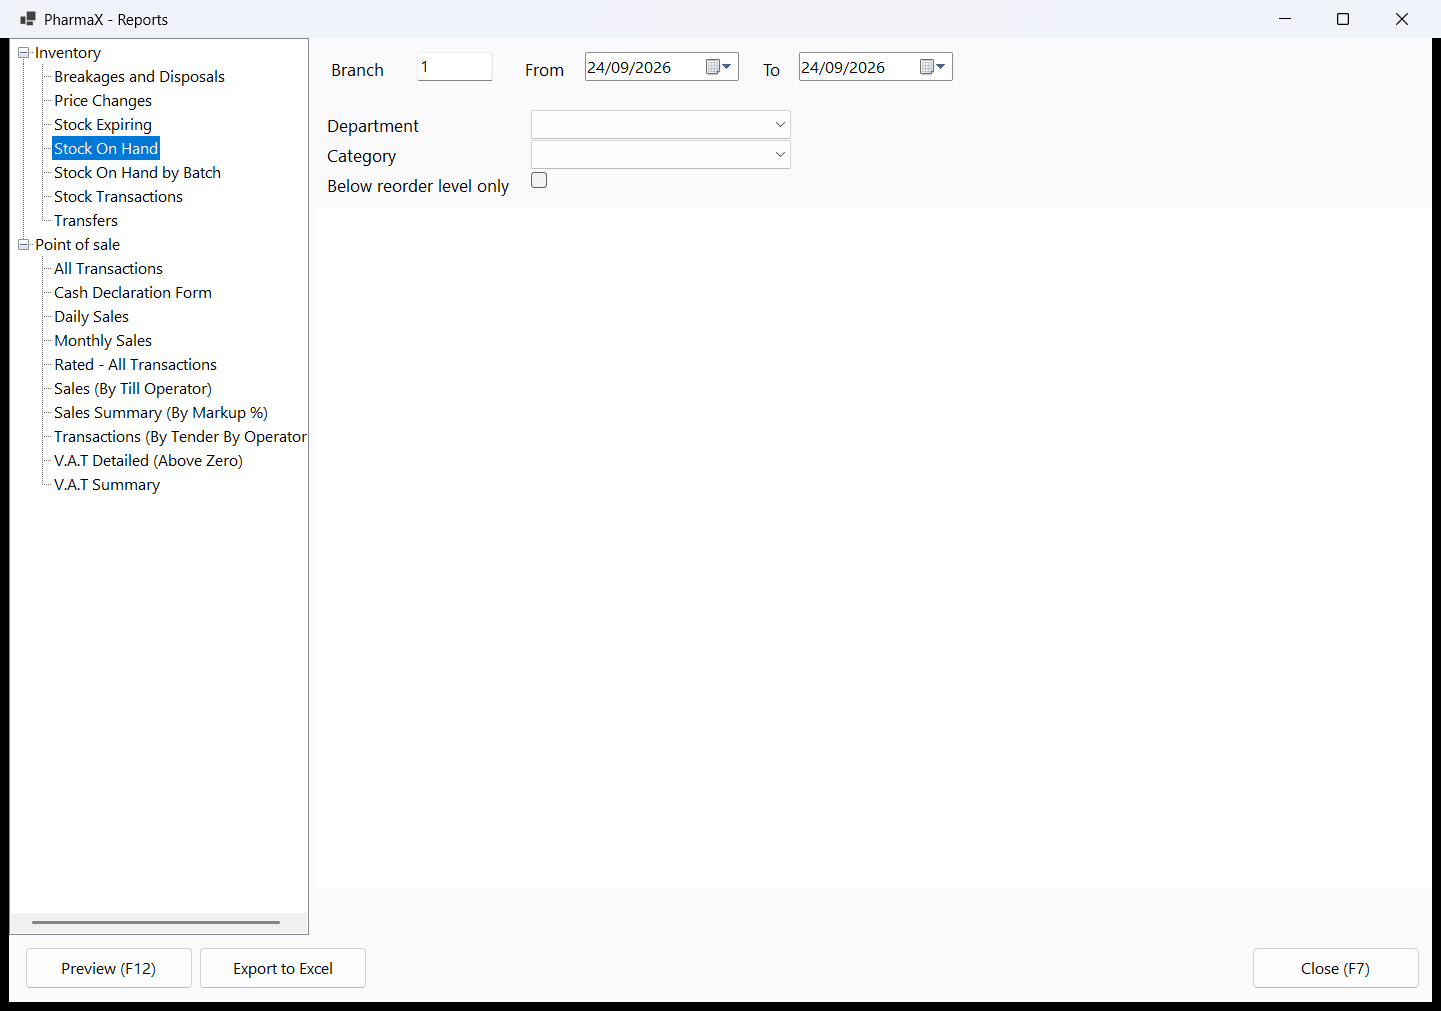 PharmaX - Reports
Inventory
Breakages and Disposals
Price Changes
Stock Expiring
Stock On Hand
Stock On Hand by Batch
Stock Transactions
Transfers
Point of sale
All Transactions
Cash Declaration Form
Daily Sales
Monthly Sales
Rated - All Transactions
Sales (By Till Operator)
Sales Summary (By Markup %)
Transactions (By Tender By Operator
V.A.T Detailed (Above Zero)
V.A.T Summary
Branch 1 From 24/09/2026 To 24/09/2026
Department
Category
Below reorder level only
Preview (F12) Export to Excel Close (F7)